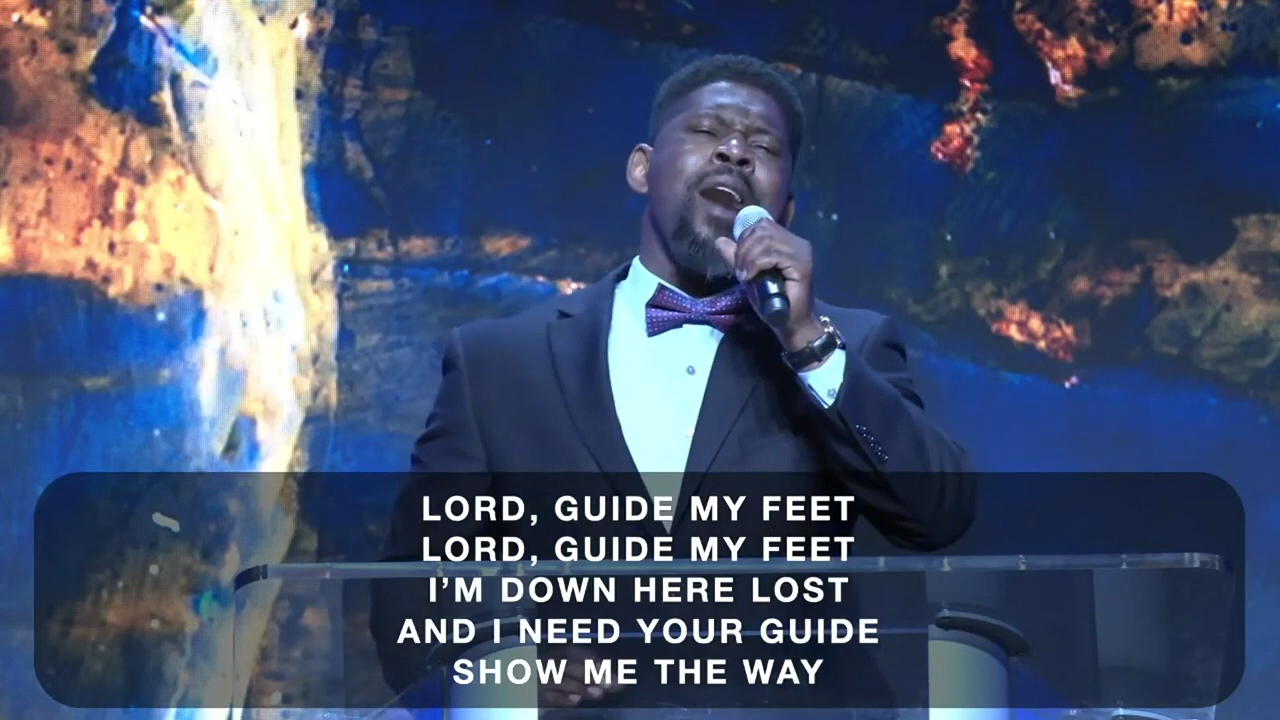 LORD, GUIDE MY FEET
LORD, GUIDE MY FEET
I’M DOWN HERE LOST
AND I NEED YOUR GUIDE
SHOW ME THE WAY